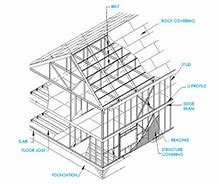 BELT
ROOF COVERING
STUD
U PROFILE
EDGE
BEAM
BRACING
STRUCTURE
COVERING
SLAB
FLOOR JOIST
FOUNDATION